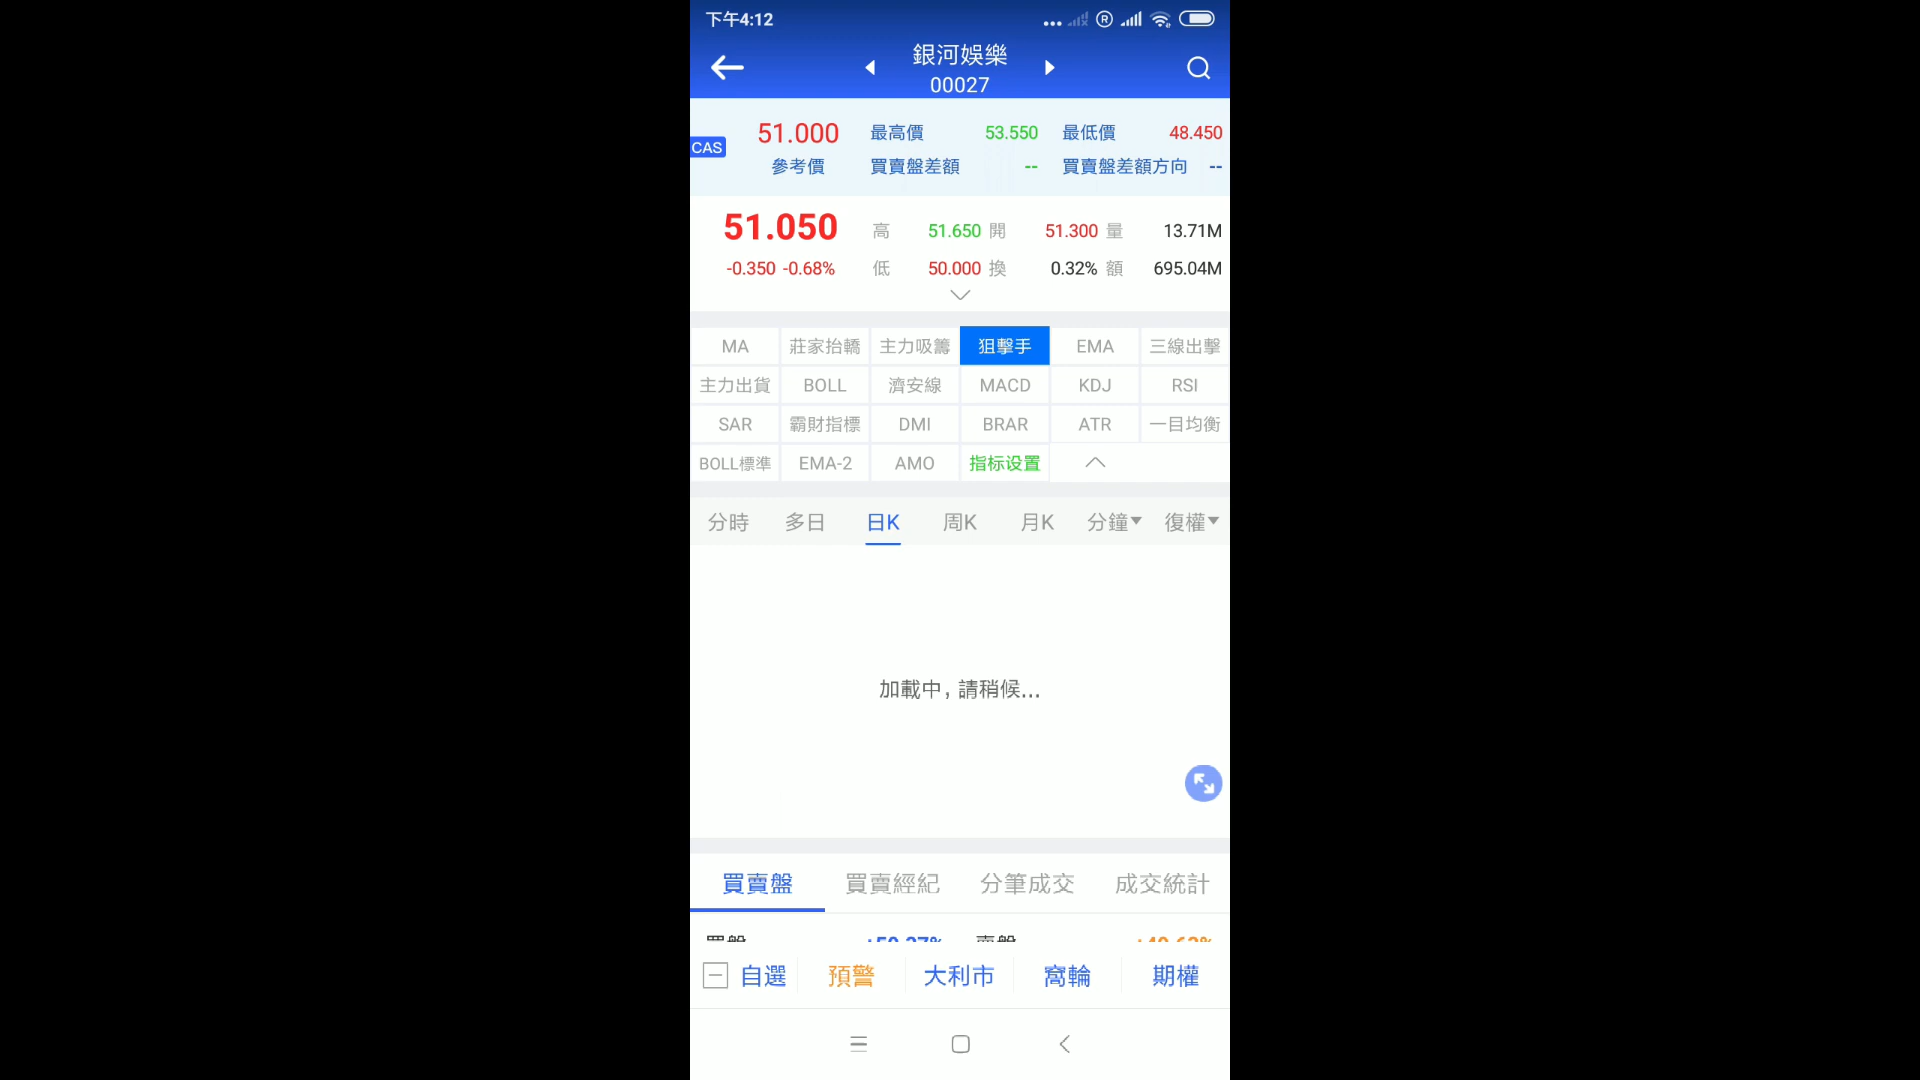 下午4:12
銀河娛樂
00027
CAS
51.000 最高價 53.550 最低價 48.450
參考價 買賣盤差額 -- 買賣盤差額方向 --
51.050 高 51.650 開 51.300 量 13.71M
-0.350 -0.68% 低 50.000 換 0.32% 額 695.04M
MA 莊家抬轎 主力吸籌 狙擊手 EMA 三線出擊
主力出貨 BOLL 濟安線 MACD KDJ RSI
SAR 霸財指標 DMI BRAR ATR 一目均衡
BOLL標準 EMA-2 AMO 指标设置
分時 多日 日K 周K 月K 分鐘 復權
加載中,請稍候...
買賣盤 買賣經紀 分筆成交 成交統計
買盤 賣盤
自選 預警 大利市 窩輪 期權